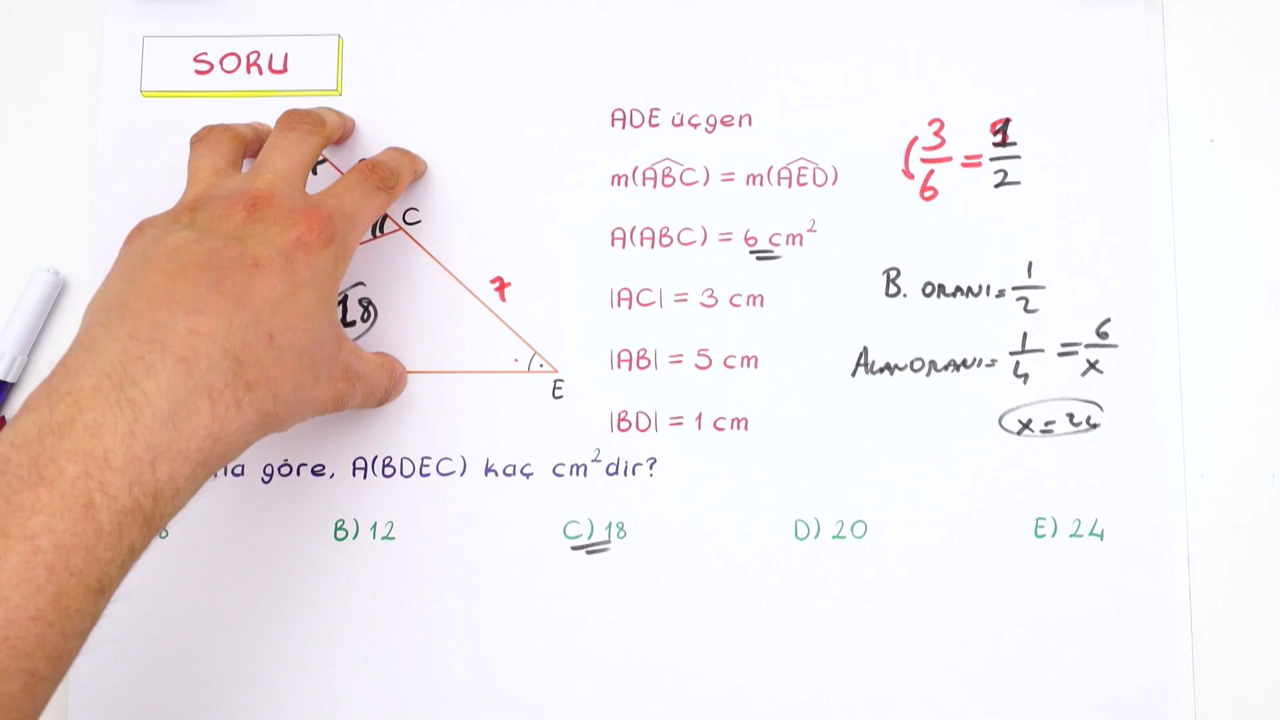 SORU
ADE üçgen
m(ABC) = m(AED)
A(ABC) = 6 cm²
|AC| = 3 cm
|AB| = 5 cm
|BD| = 1 cm
C
7
18
E
3/6 = 1/2
B. ORANI = 1/2
ALAN ORANI = 1/4 = 6/x
x = 24
göre, A(BDEC) kaç cm² dir?
B) 12
C) 18
D) 20
E) 24